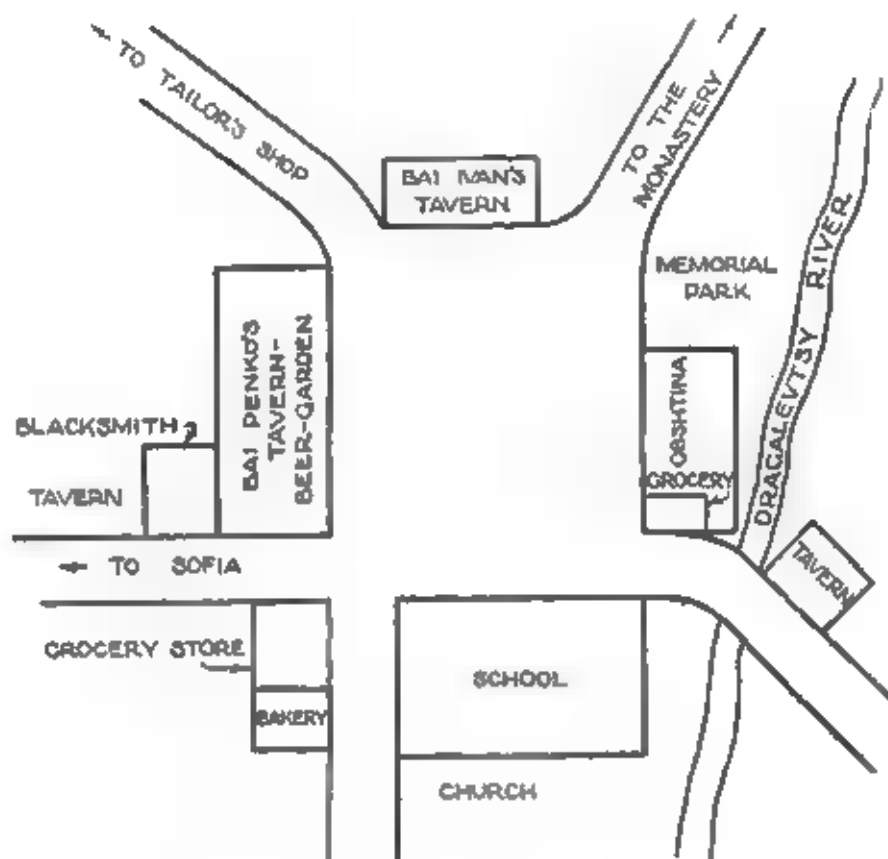 TO TAILOR'S SHOP
BAI IVAN'S
TAVERN
TO THE
MONASTERY
MEMORIAL
PARK
DRAGALEVTSY RIVER
BAI PENKO'S
TAVERN-
BEER-GARDEN
OBSHTINA
GROCERY
BLACKSMITH
TAVERN
TO SOFIA
TAVERN
GROCERY STORE
BAKERY
SCHOOL
CHURCH